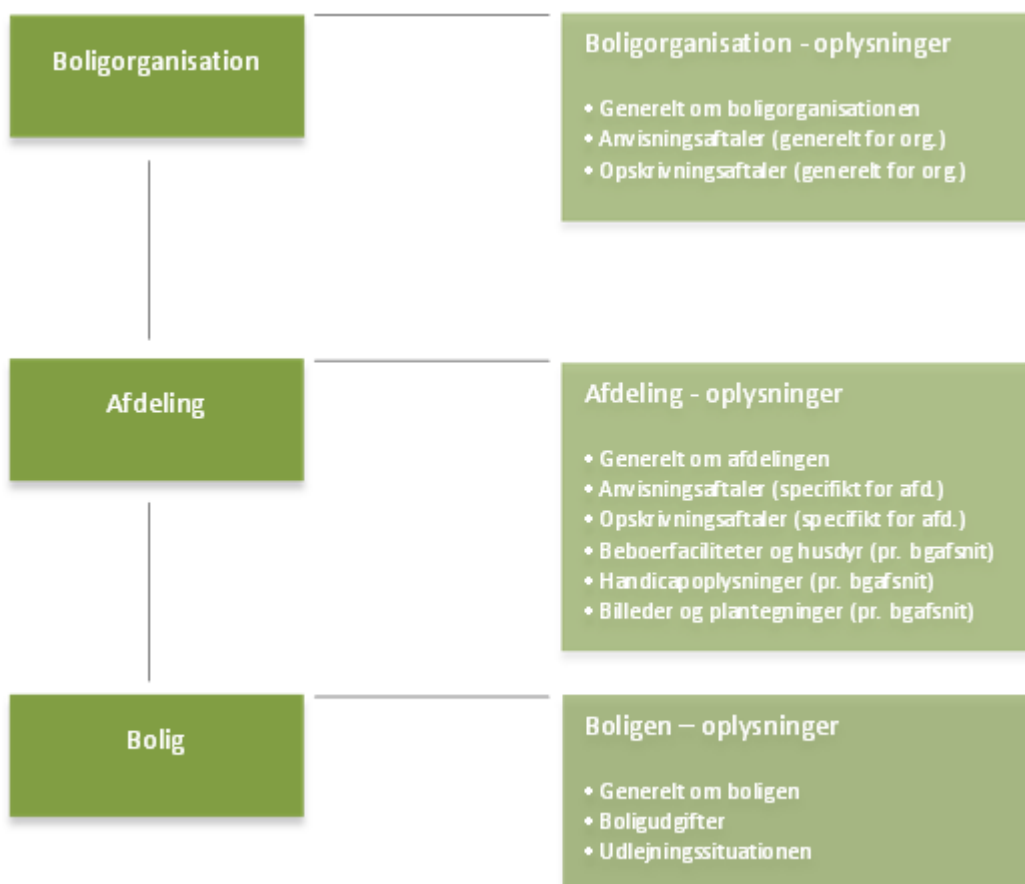 Boligorganisation
Boligorganisation - oplysninger
• Generelt om boligorganisationen
• Anvisningsaftaler (generelt for org.)
• Opskrivningsaftaler (generelt for org.)
Afdeling
Afdeling - oplysninger
• Generelt om afdelingen
• Anvisningsaftaler (specifikt for afd.)
• Opskrivningsaftaler (specifikt for afd.)
• Beboerfaciliteter og husdyr (pr. bgafsnit)
• Handicapoplysninger (pr. bgafsnit)
• Billeder og plantegninger (pr. bgafsnit)
Bolig
Boligen – oplysninger
• Generelt om boligen
• Boligudgifter
• Udlejningssituationen